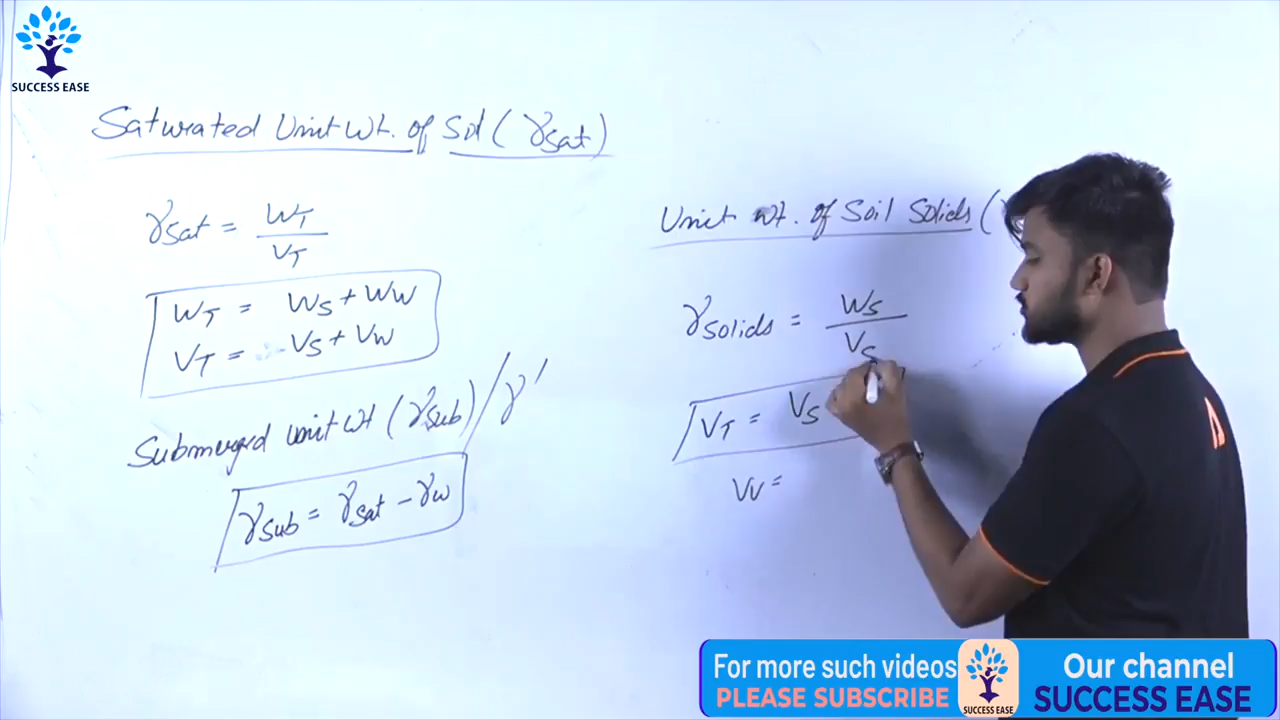 SUCCESS EASE
Saturated Unit Wt. of Soil (γsat)
γsat = WT / VT
WT = WS + WW
VT = VS + VW
Submerged unit wt (γsub) / γ'
γsub = γsat - γw
Unit wt. of Soil Solids (
γsolids = WS / VS
VT = VS
VV =
For more such videos
PLEASE SUBSCRIBE
SUCCESS EASE
Our channel
SUCCESS EASE